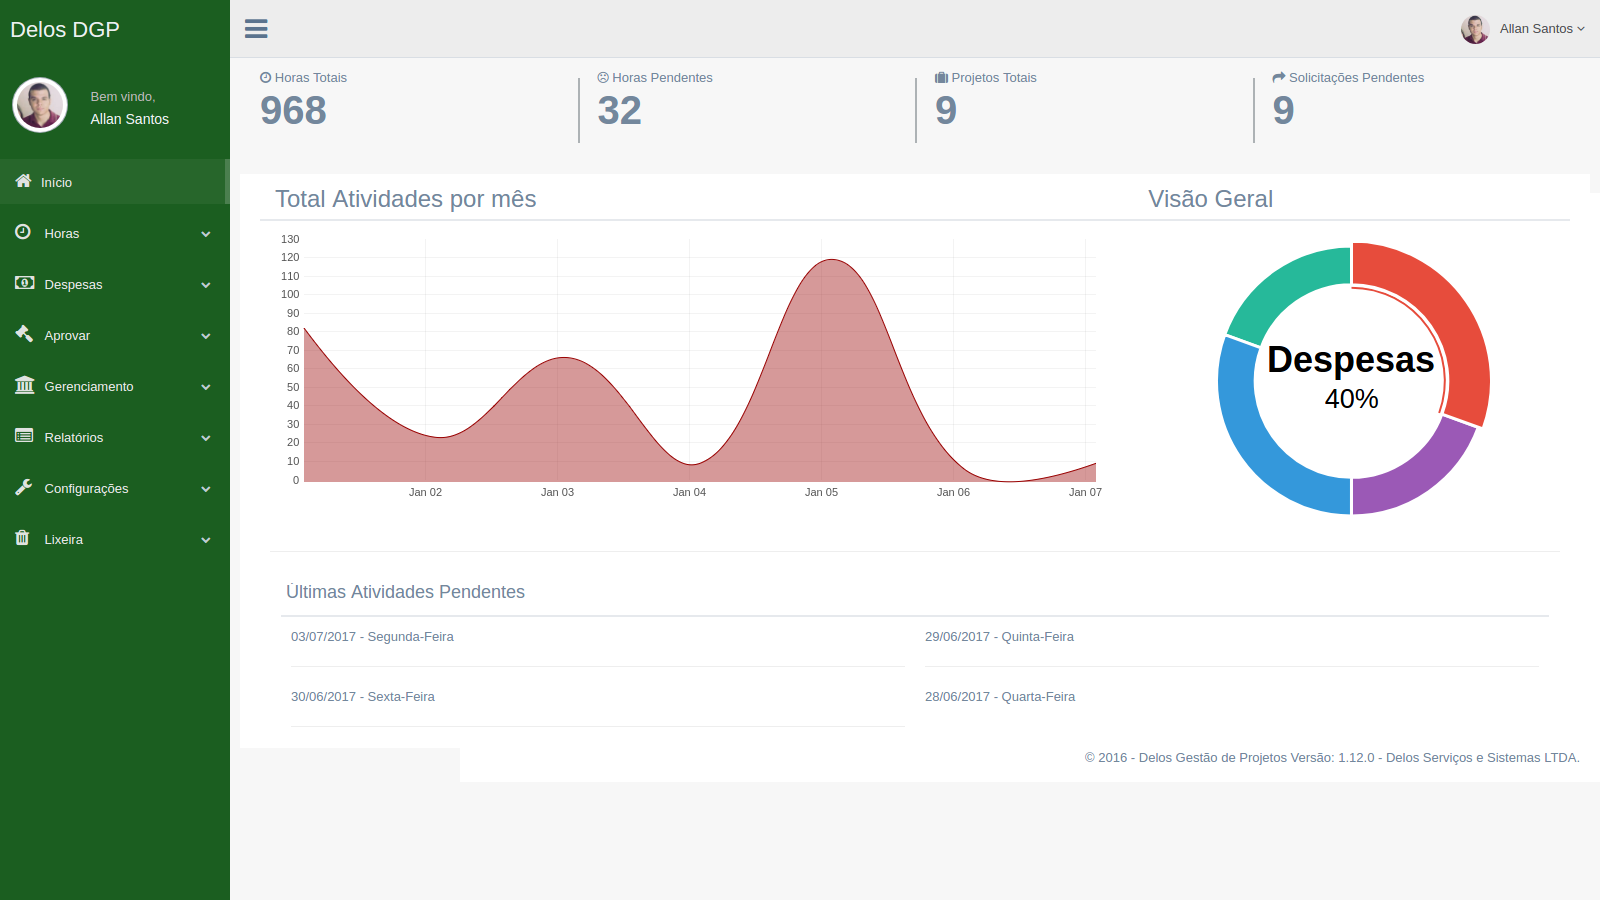 Delos DGP
Allan Santos
Bem vindo,
Allan Santos
Início
Horas
Despesas
Aprovar
Gerenciamento
Relatórios
Configurações
Lixeira
Horas Totais
968
Horas Pendentes
32
Projetos Totais
9
Solicitações Pendentes
9
Total Atividades por mês
130
120
110
100
90
80
70
60
50
40
30
20
10
0
Jan 02 Jan 03 Jan 04 Jan 05 Jan 06 Jan 07
Visão Geral
Despesas
40%
Últimas Atividades Pendentes
03/07/2017 - Segunda-Feira
29/06/2017 - Quinta-Feira
30/06/2017 - Sexta-Feira
28/06/2017 - Quarta-Feira
© 2016 - Delos Gestão de Projetos Versão: 1.12.0 - Delos Serviços e Sistemas LTDA.